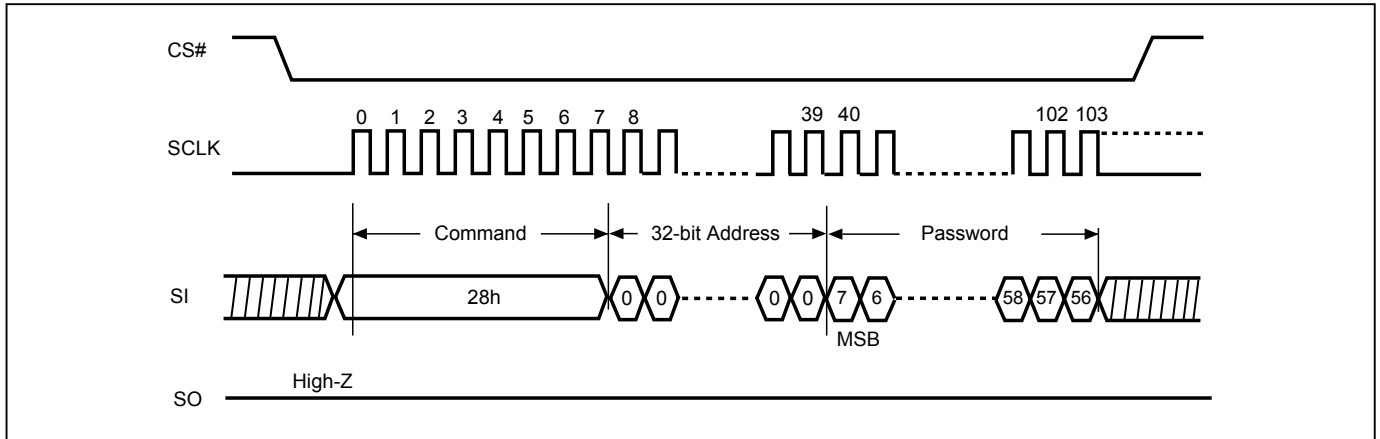 CS#
0 1 2 3 4 5 6 7 8 39 40 102 103
SCLK
Command 32-bit Address Password
SI 28h 0 0 0 0 7 6 58 57 56
MSB
High-Z
SO